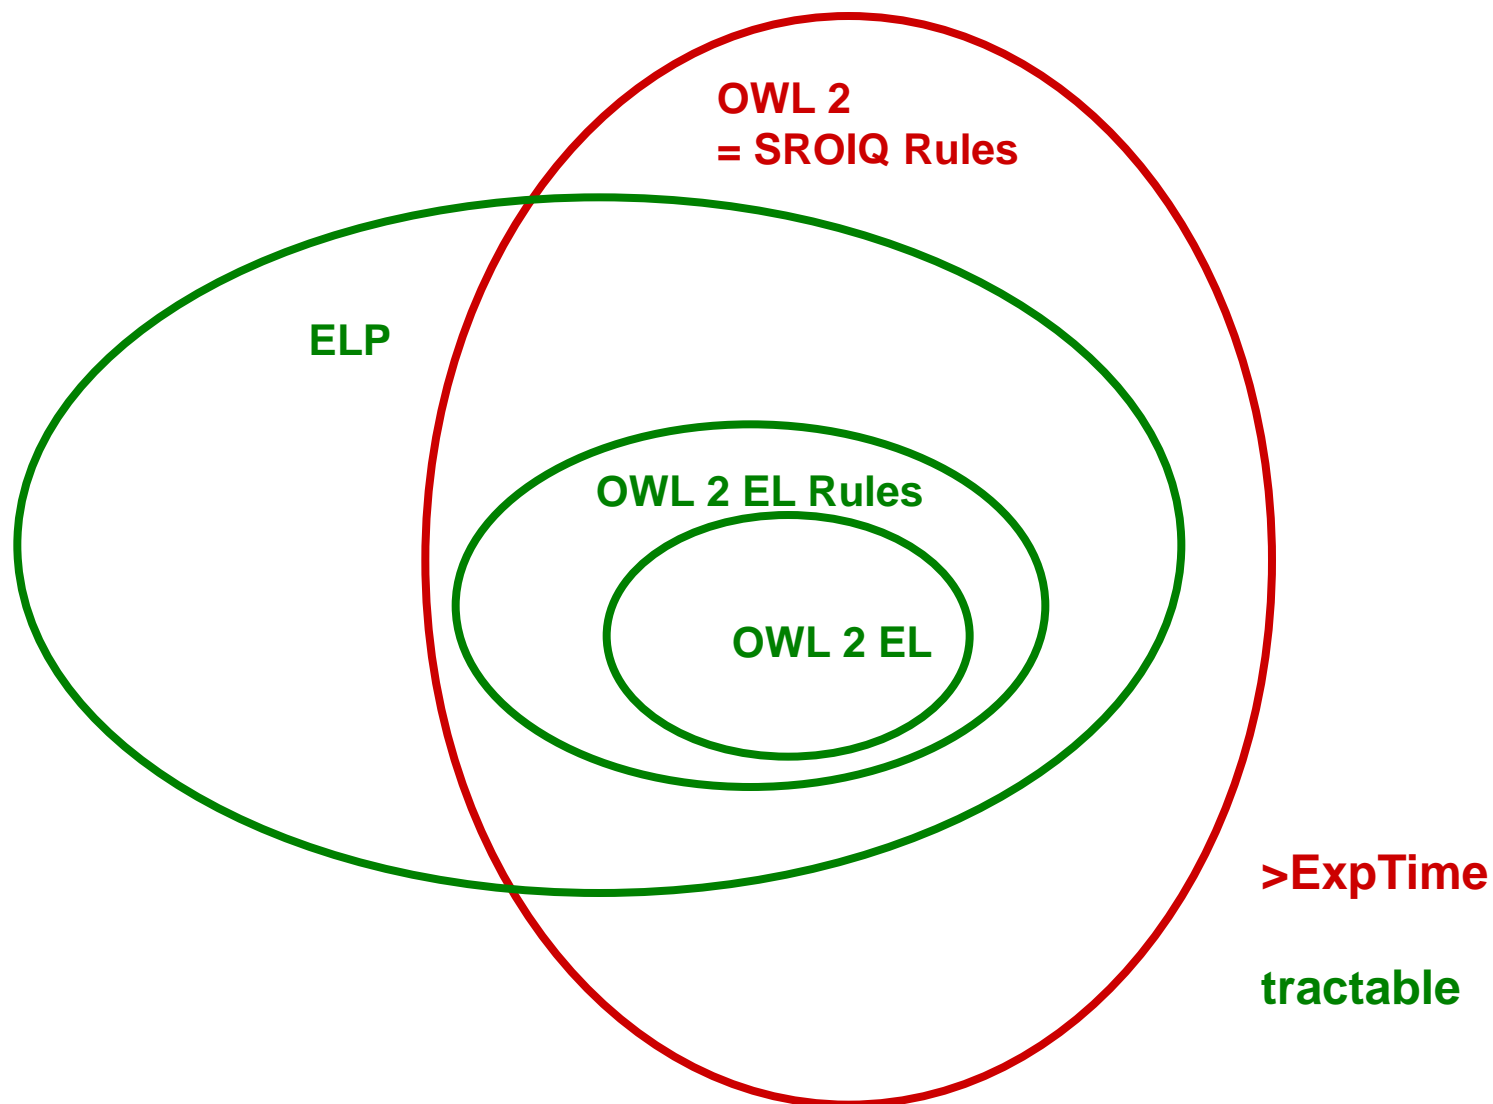 OWL 2
= SROIQ Rules
ELP
OWL 2 EL Rules
OWL 2 EL
>ExpTime
tractable